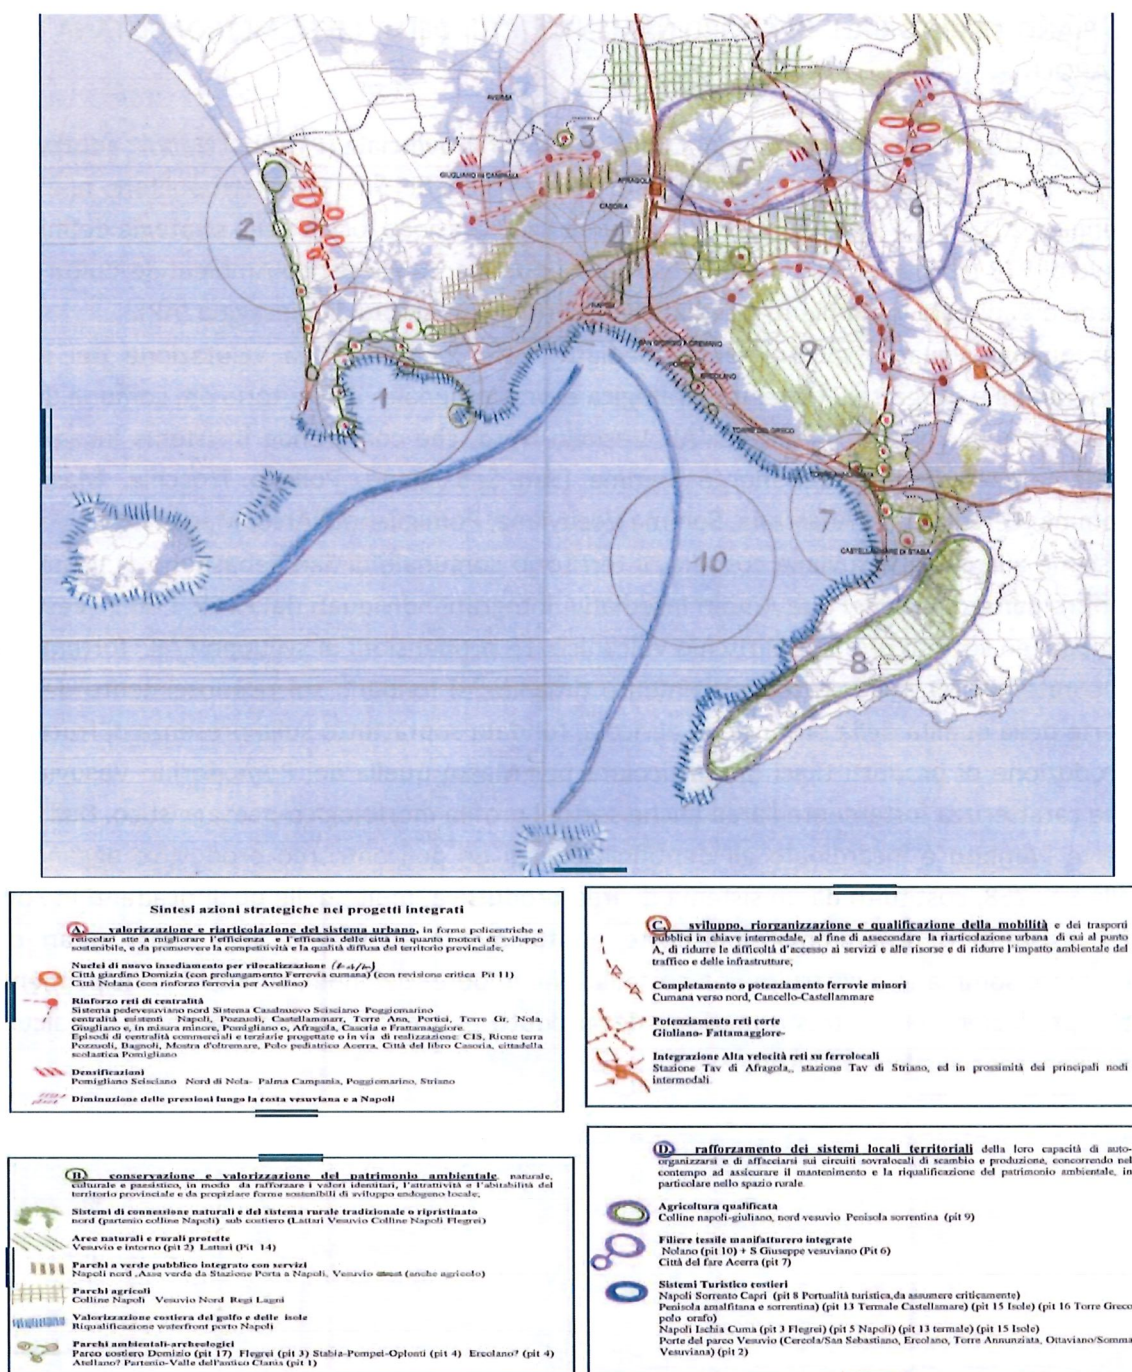 AVERSA
3
2
GIUGLIANO IN CAMPANIA
AFRAGOLA
5
CASORIA
6
4
NAPOLI
SAN GIORGIO A CREMANO
9
ERCOLANO
1
TORRE DEL GRECO
7
10
CASTELLAMMARE DI STABIA
8
Sintesi azioni strategiche nei progetti integrati
A. valorizzazione e riarticolazione del sistema urbano, in forme policentriche e
reticolari atte a migliorare l'efficienza e l'efficacia delle città in quanto motori di sviluppo
sostenibile, e da promuovere la competitività e la qualità diffusa del territorio provinciale,
Nuclei di nuovo insediamento per rilocalizzazione
Città giardino Domizia (con prolungamento Ferrovia cumana) (con revisione critica Pit 11)
Città Nolana (con rinforzo ferrovia per Avellino)
Rinforzo reti di centralità
Sistema pedevesuviano nord Sistema Casalnuovo Scisciano Poggiomarino
centralità esistenti Napoli, Pozzuoli, Castellammarr, Torre Ann, Portici, Torre Gr, Nola,
Giugliano e, in misura minore, Pomigliano o, Afragola, Casoria e Frattamaggiore.
Episodi di centralità commerciali e terziarie progettate o in via di realizzazione: CIS, Rione terra
Pozzuoli, Bagnoli, Mostra d'oltremare, Polo pediatrico Acerra, Città del libro Casoria, cittadella
scolastica Pomigliano
Densificazioni
Pomigliano Scisciano Nord di Nola- Palma Campania, Poggiomarino, Striano
Diminuzione delle pressioni lungo la costa vesuviana e a Napoli
C. sviluppo, riorganizzazione e qualificazione della mobilità e dei trasporti
pubblici in chiave intermodale, al fine di assecondare la riarticolazione urbana di cui al punto
A, di ridurre le difficoltà d'accesso ai servizi e alle risorse e di ridurre l'impatto ambientale del
traffico e delle infrastrutture;
Completamento o potenziamento ferrovie minori
Cumana verso nord, Cancello-Castellammare
Potenziamento reti corte
Giuliano- Fattamaggiore-
Integrazione Alta velocità reti su ferrolocali
Stazione Tav di Afragola,, stazione Tav di Striano, ed in prossimità dei principali nodi
intermodali.
B. conservazione e valorizzazione del patrimonio ambientale, naturale,
culturale e paesistico, in modo da rafforzare i valori identitari, l'attrattività e l'abitabilità del
territorio provinciale e da propiziare forme sostenibili di sviluppo endogeno locale;
Sistemi di connessione naturali e del sistema rurale tradizionale o ripristinato
nord (partenio colline Napoli) sub costiero (Lattari Vesuvio Colline Napoli Flegrei)
Aree naturali e rurali protette
Vesuvio e intorno (pit 2) Lattari (Pit 14)
Parchi a verde pubblico integrato con servizi
Napoli nord ,Asse verde da Stazione Porta a Napoli, Vesuvio (anche agricolo)
Parchi agricoli
Colline Napoli Vesuvio Nord Regi Lagni
Valorizzazione costiera del golfo e delle isole
Riqualificazione waterfront porto Napoli
Parchi ambientali-archeologici
Parco costiero Domizio (pit 17) Flegrei (pit 3) Stabia-Pompei-Oplonti (pit 4) Ercolano? (pit 4)
Atellano? Partenio-Valle dell'antico Clania (pit 1)
D. rafforzamento dei sistemi locali territoriali della loro capacità di auto-
organizzarsi e di affacciarsi sui circuiti sovralocali di scambio e produzione, concorrendo nel
contempo ad assicurare il mantenimento e la riqualificazione del patrimonio ambientale, in
particolare nello spazio rurale.
Agricoltura qualificata
Colline napoli-giuliano, nord vesuvio Penisola sorrentina (pit 9)
Filiere tessile manifatturero integrate
Nolano (pit 10) + S Giuseppe vesuviano (Pit 6)
Città del fare Acerra (pit 7)
Sistemi Turistico costieri
Napoli Sorrento Capri (pit 8 Portualità turistica,da assumere criticamente)
Penisola amalfitana e sorrentina) (pit 13 Termale Castellamare) (pit 15 Isole) (pit 16 Torre Greco
polo orafo)
Napoli Ischia Cuma (pit 3 Flegrei) (pit 5 Napoli) (pit 13 termale) (pit 15 Isole)
Porte del parco Vesuvio (Cercola/San Sebastiano, Ercolano, Torre Annunziata, Ottaviano/Somma
Vesuviana) (pit 2)